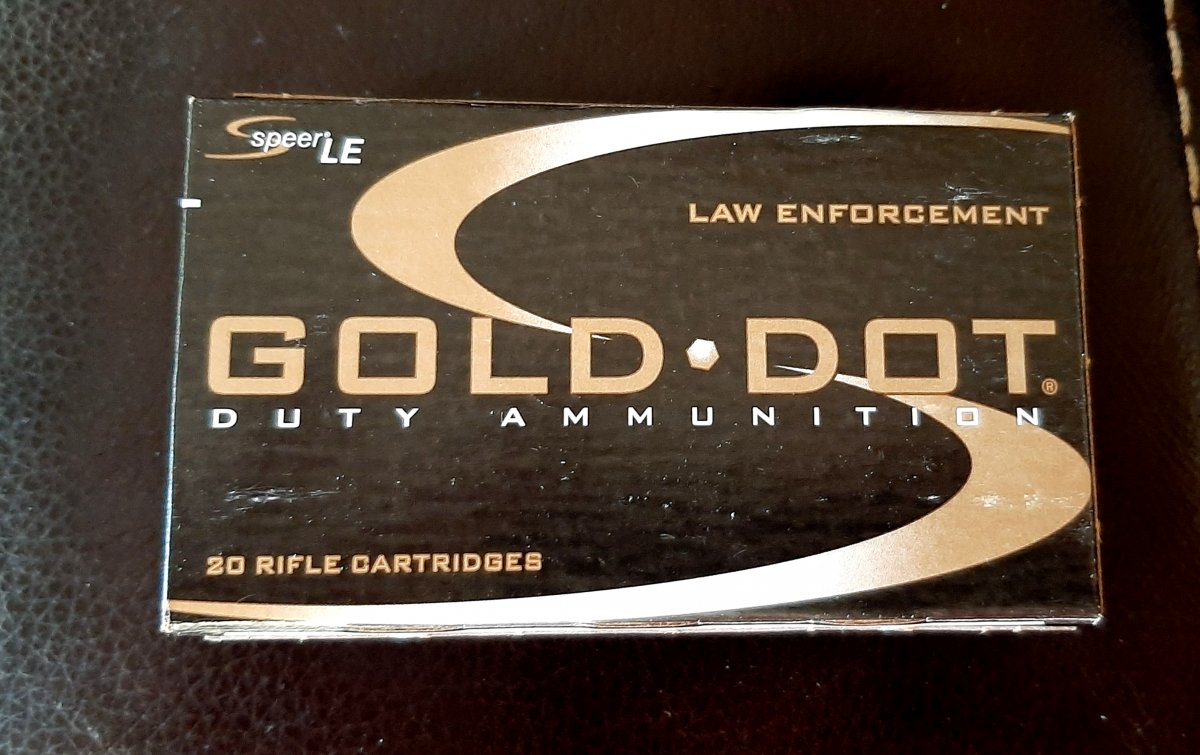 speer LE
LAW ENFORCEMENT
GOLD DOT®
DUTY AMMUNITION
20 RIFLE CARTRIDGES